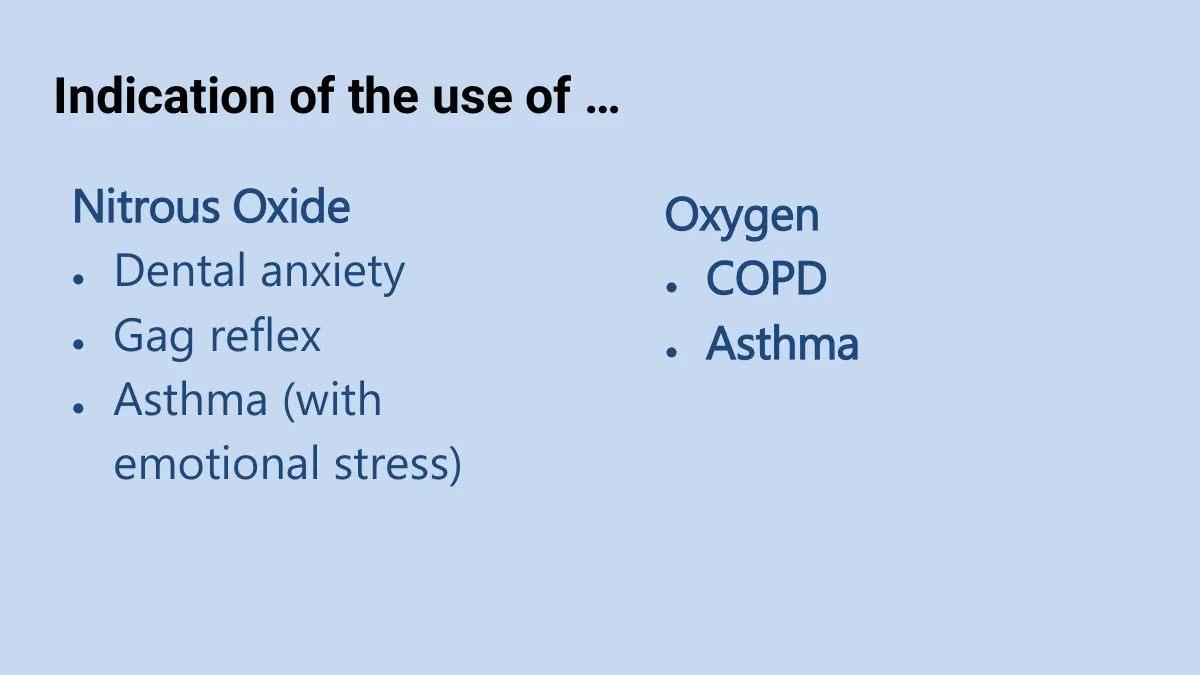 Indication of the use of ...
Nitrous Oxide
• Dental anxiety
• Gag reflex
• Asthma (with
emotional stress)
Oxygen
• COPD
• Asthma